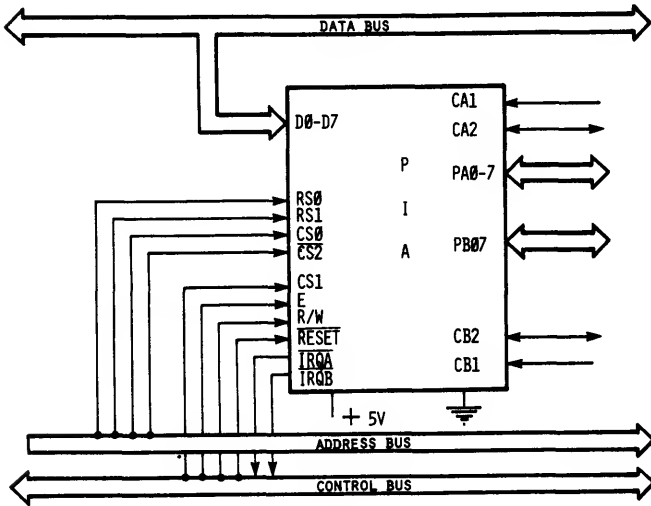 DATA BUS
D0-D7
RS0
RS1
CS0
CS2
CS1
E
R/W
RESET
IRQA
IRQB
P
I
A
CA1
CA2
PA0-7
PB07
CB2
CB1
+ 5V
ADDRESS BUS
CONTROL BUS